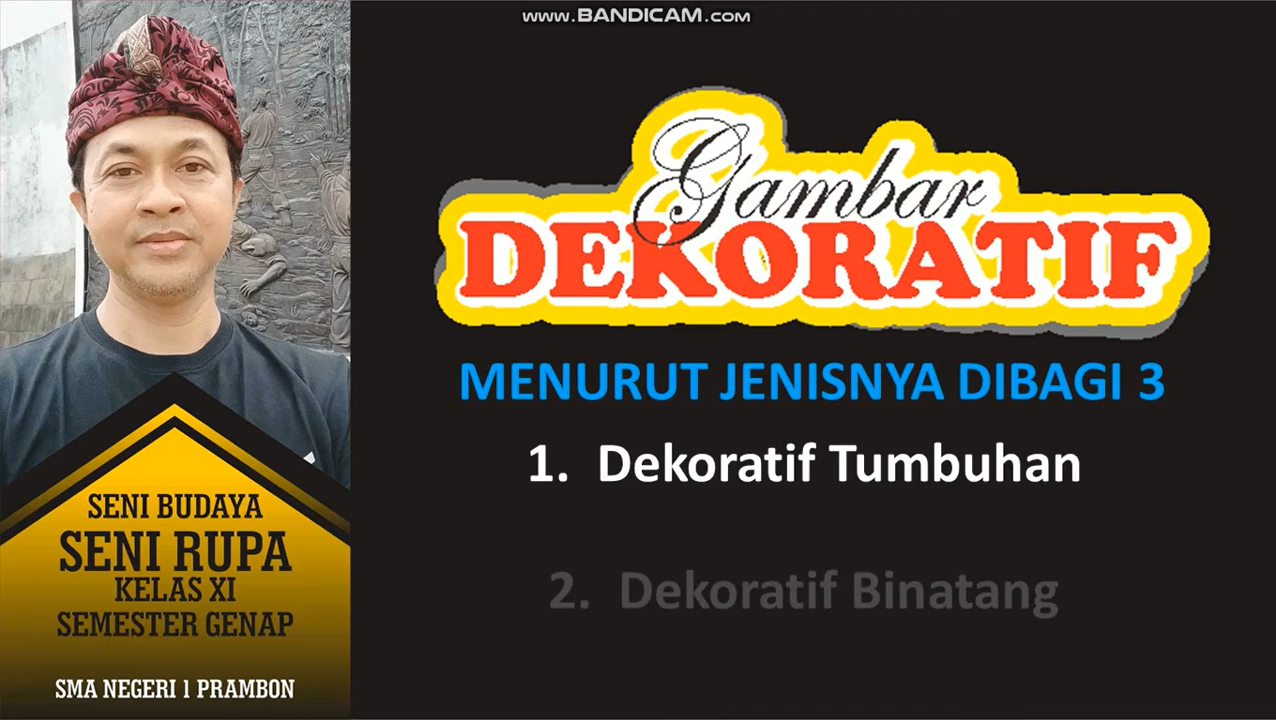 www.BANDICAM.com
Gambar
DEKORATIF
MENURUT JENISNYA DIBAGI 3
1. Dekoratif Tumbuhan
2. Dekoratif Binatang
SENI BUDAYA
SENI RUPA
KELAS XI
SEMESTER GENAP
SMA NEGERI 1 PRAMBON